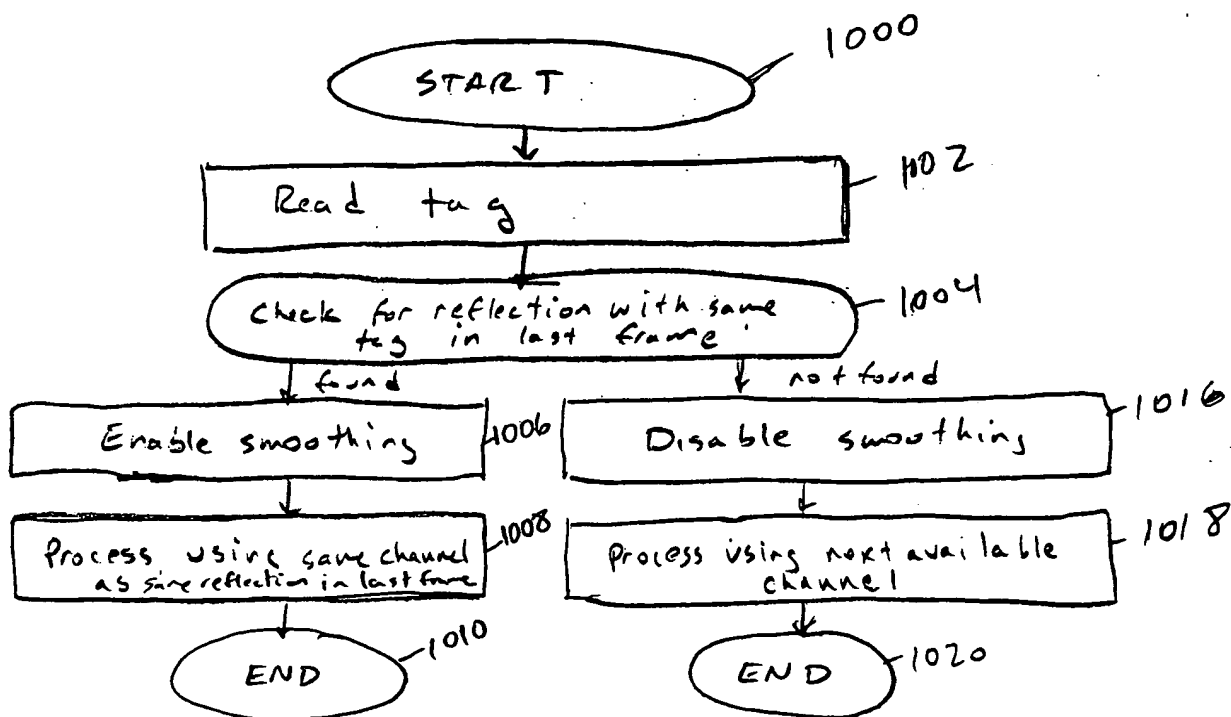 1000
START
1002
Read tag
1004
Check for reflection with same
tag in last frame
found
not found
Enable smoothing
1006
Disable smoothing
1016
Process using same channel
as same reflection in last frame
1008
Process using next available
channel
1018
END
1010
END
1020